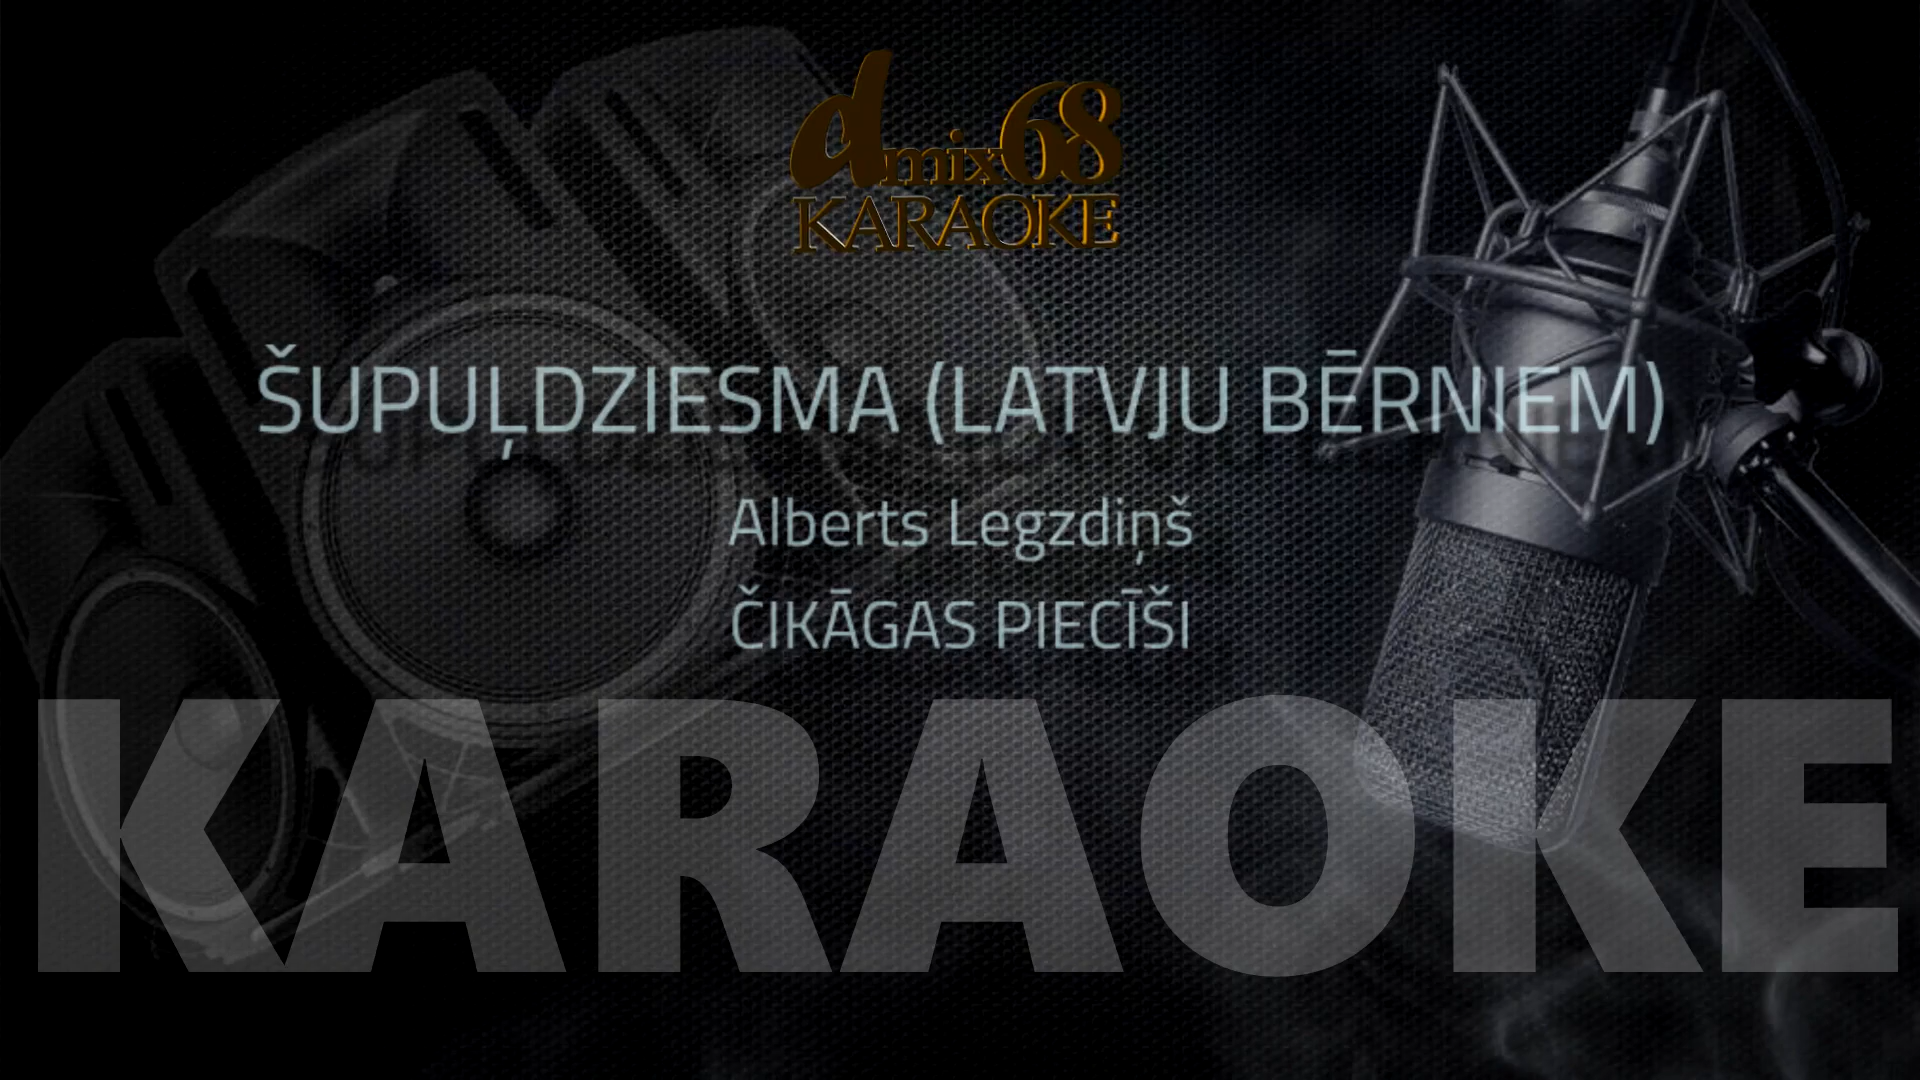 dmix68
KARAOKE
ŠUPUĻDZIESMA (LATVJU BĒRNIEM)
Alberts Legzdiņš
ČIKĀGAS PIECĪŠI
KARAOKE